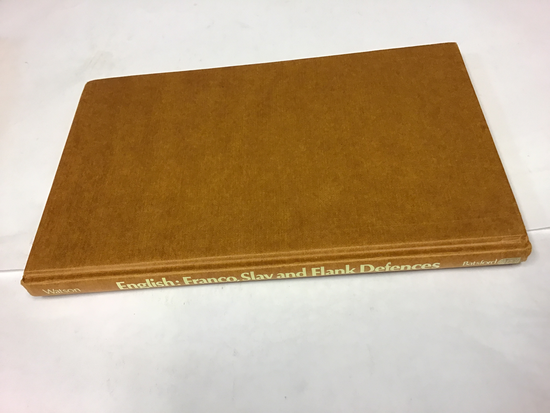 Watson
English: Franco, Slav and Flank Defences
Batsford